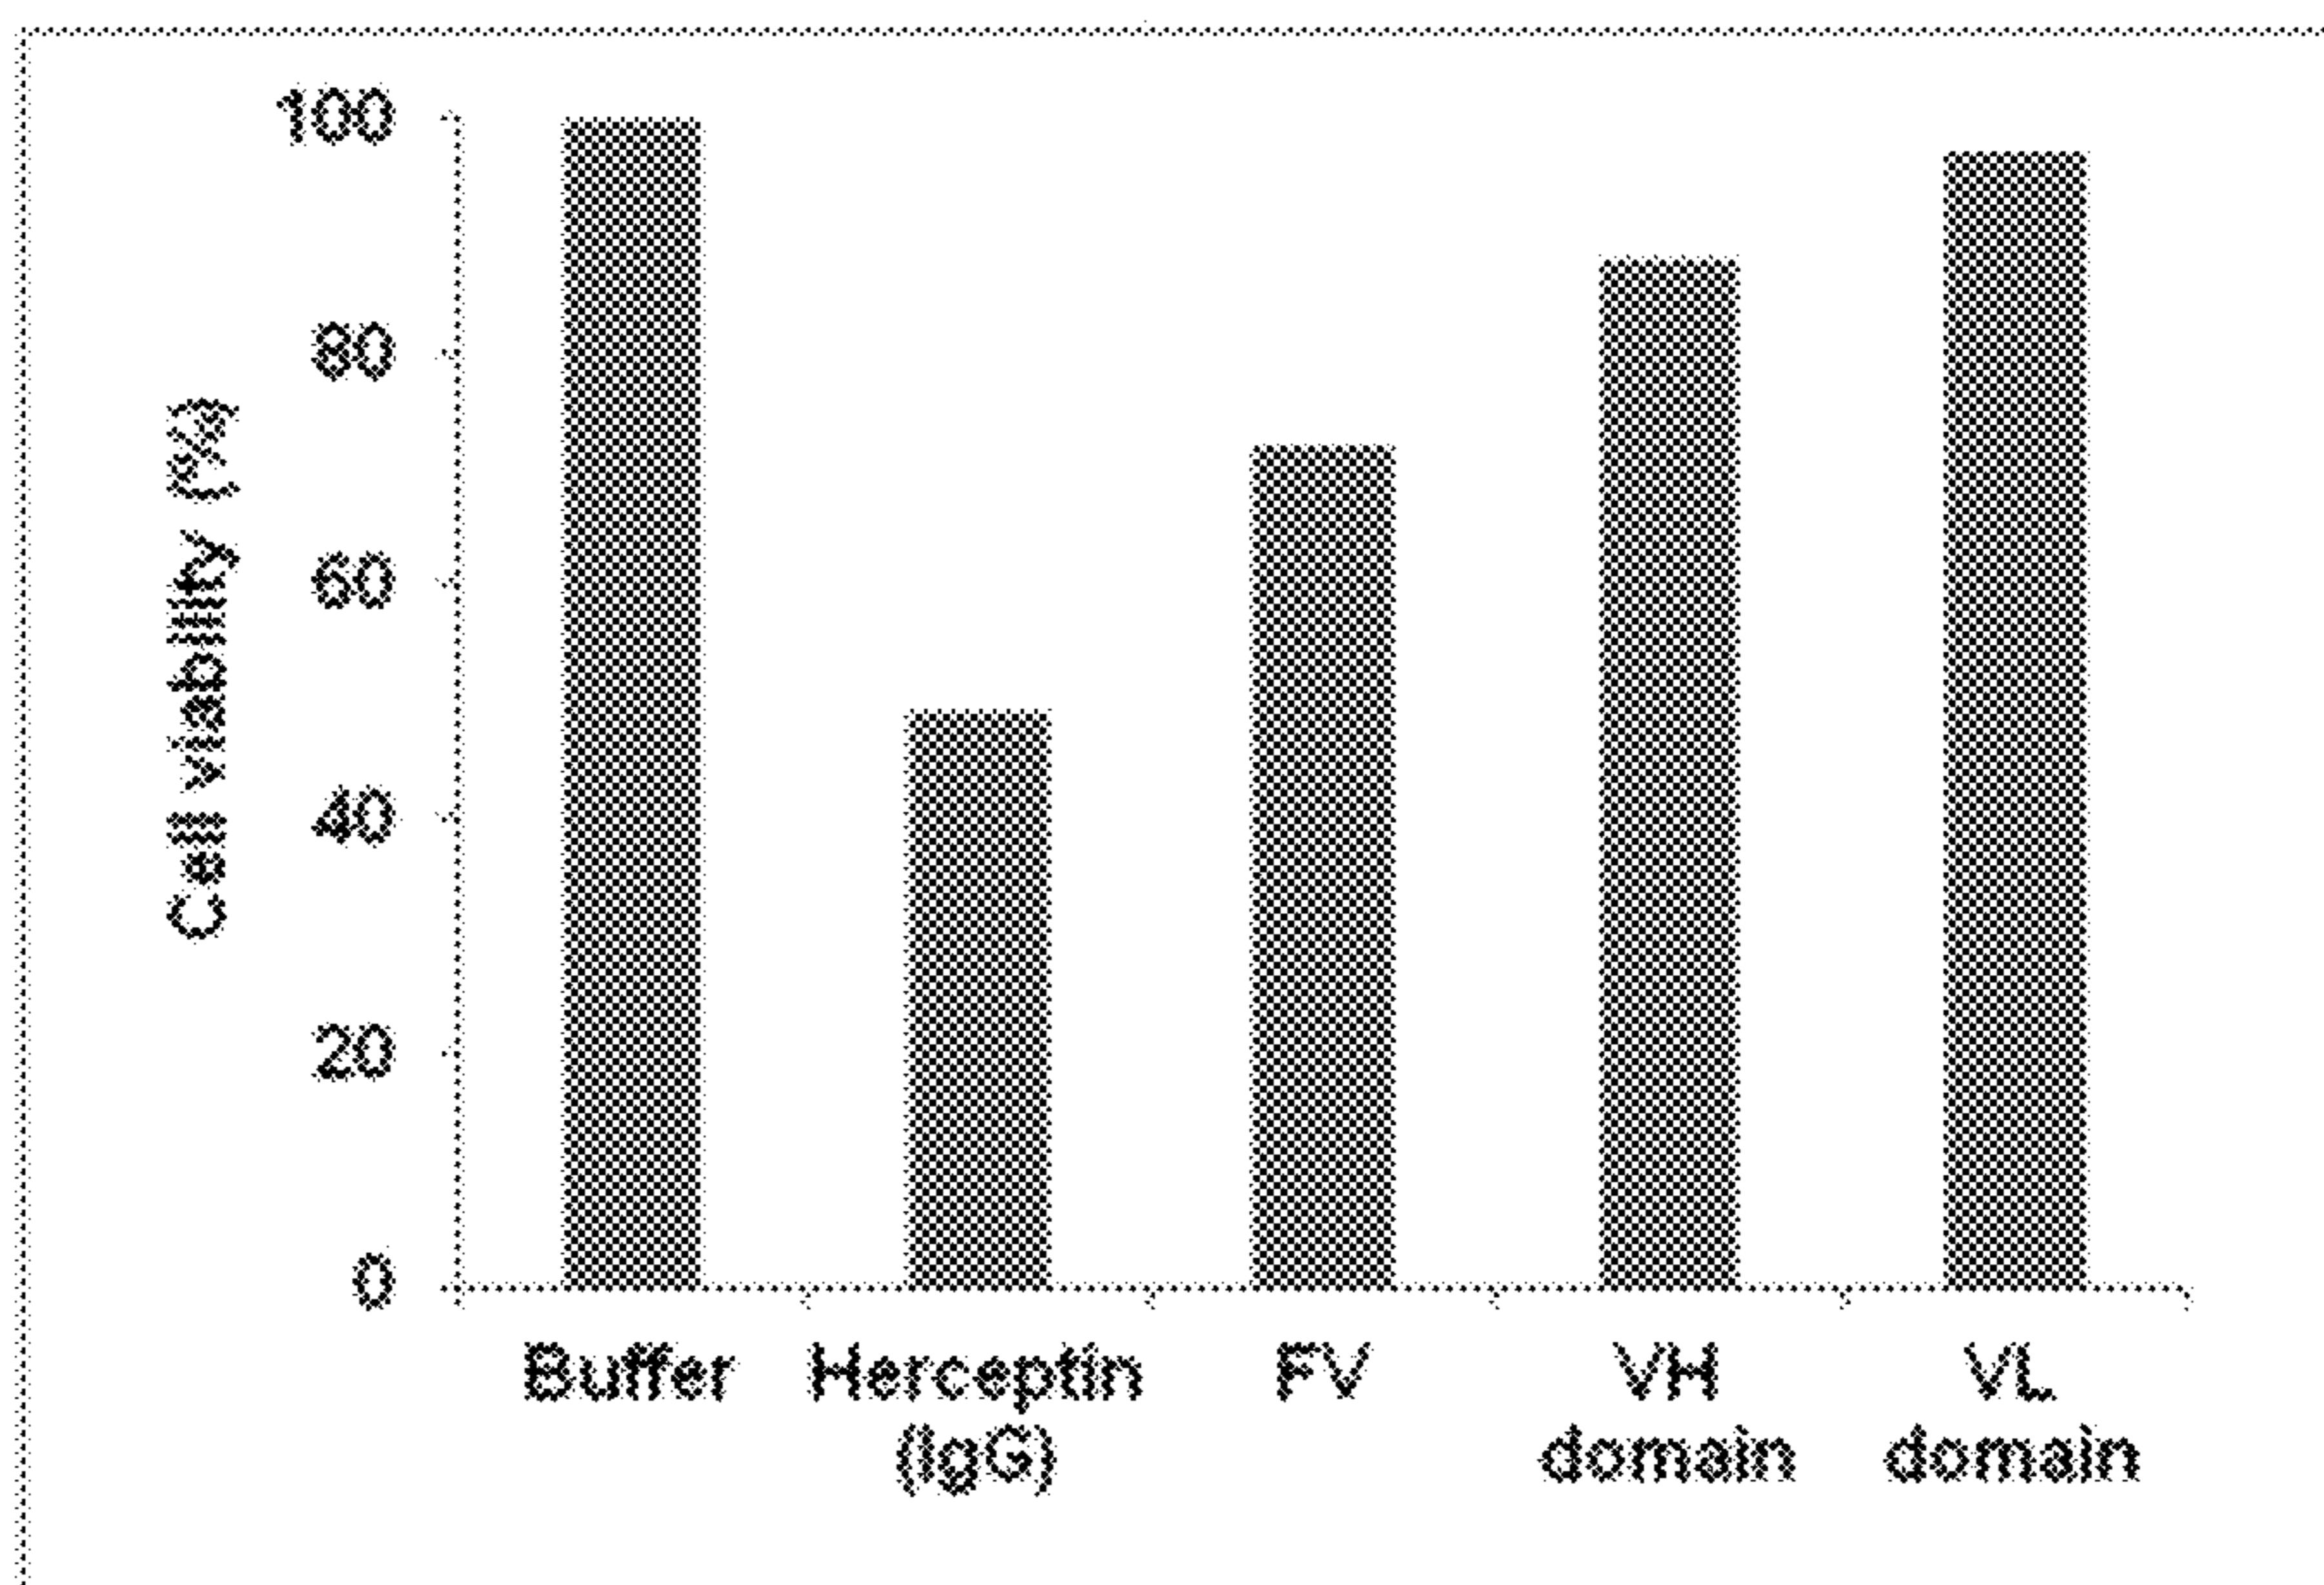 100
80
60
40
20
0
Cell viability (%)
Buffer Herceptin FV VH VL
(IgG) domain domain